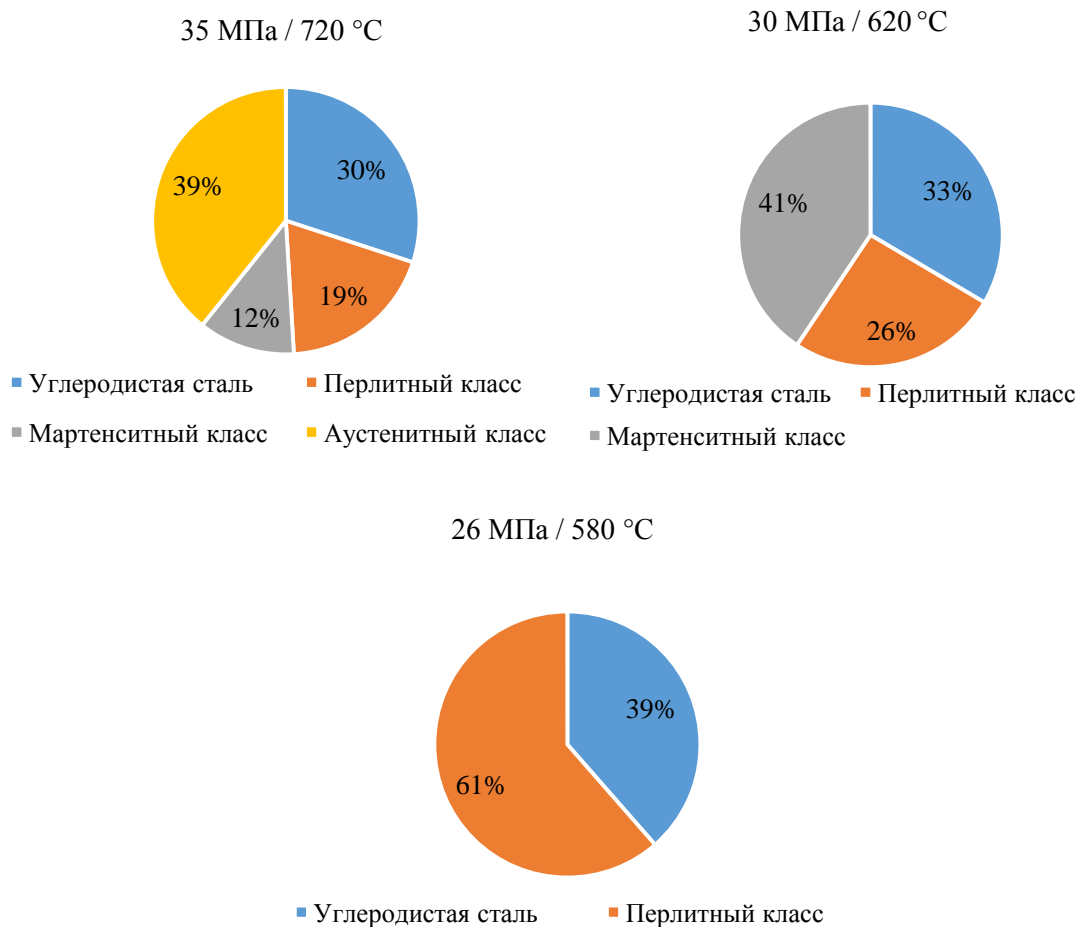 35 МПа / 720 °С
30%
19%
12%
39%
Углеродистая сталь
Перлитный класс
Мартенситный класс
Аустенитный класс
30 МПа / 620 °С
33%
26%
41%
Углеродистая сталь
Перлитный класс
Мартенситный класс
26 МПа / 580 °С
39%
61%
Углеродистая сталь
Перлитный класс